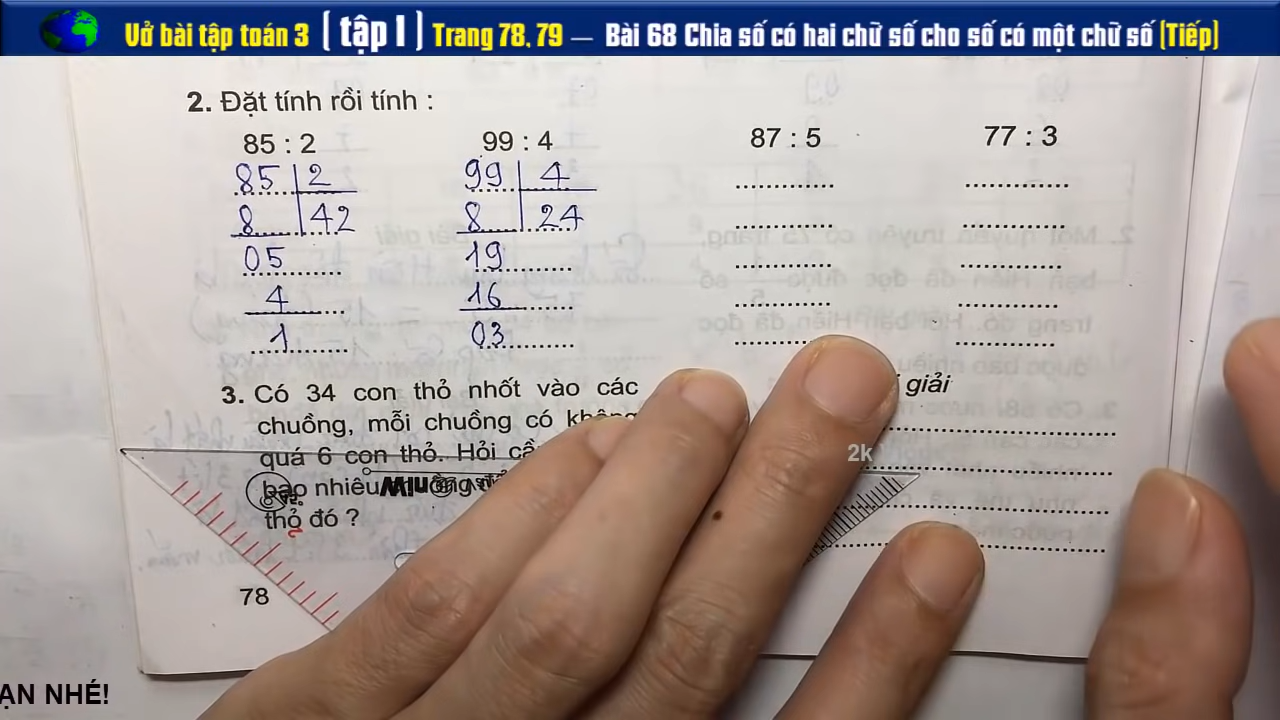 Vở bài tập toán 3 ( tập 1 ) Trang 78, 79 — Bài 68 Chia số có hai chữ số cho số có một chữ số (Tiếp)
2. Đặt tính rồi tính :
85 : 2 99 : 4 87 : 5 77 : 3
85 2 99 4
8 42 8 24
05 19
4 16
1 03
3. Có 34 con thỏ nhốt vào các
chuồng, mỗi chuồng có không
quá 6 con thỏ. Hỏi
bao nhiêu
thỏ đó ?
giải
2k
78
ẠN NHÉ!